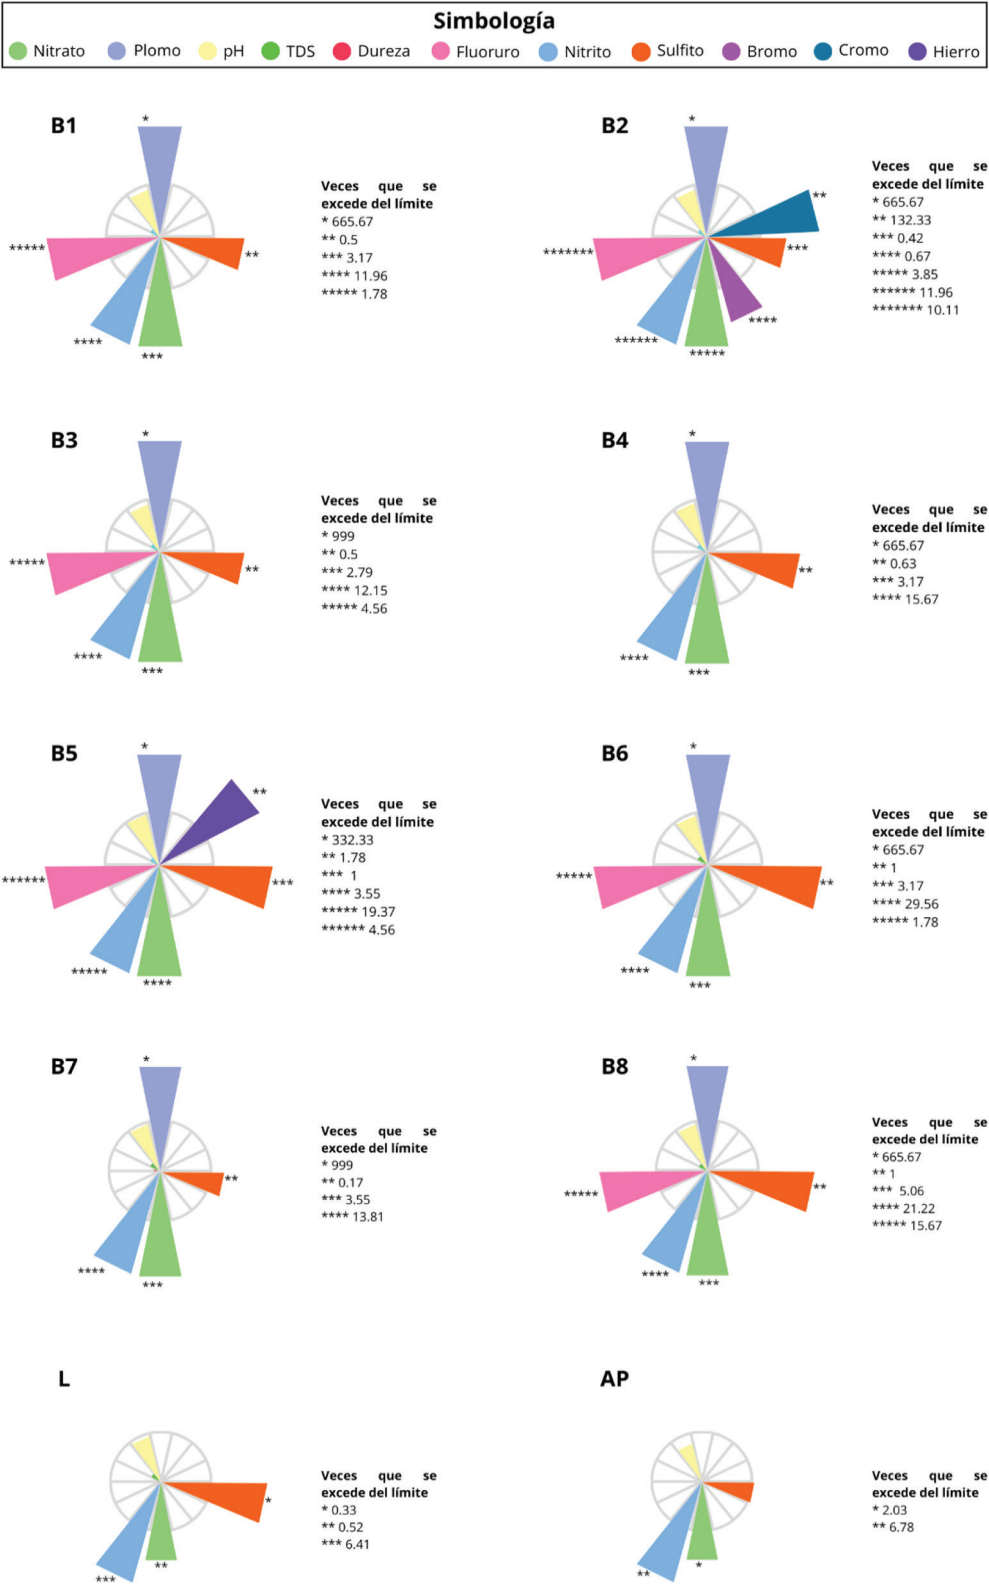 Simbología
Nitrato Plomo pH TDS Dureza Fluoruro Nitrito Sulfito Bromo Cromo Hierro
B1
*
*****
**
****
***
Veces que se
excede del límite
* 665.67
** 0.5
*** 3.17
**** 11.96
***** 1.78
B2
*
**
*******
***
****
******
*****
Veces que se
excede del límite
* 665.67
** 132.33
*** 0.42
**** 0.67
***** 3.85
****** 11.96
******* 10.11
B3
*
*****
**
****
***
Veces que se
excede del límite
* 999
** 0.5
*** 2.79
**** 12.15
***** 4.56
B4
*
**
****
***
Veces que se
excede del límite
* 665.67
** 0.63
*** 3.17
**** 15.67
B5
*
**
******
***
*****
****
Veces que se
excede del límite
* 332.33
** 1.78
*** 1
**** 3.55
***** 19.37
****** 4.56
B6
*
*****
**
****
***
Veces que se
excede del límite
* 665.67
** 1
*** 3.17
**** 29.56
***** 1.78
B7
*
**
****
***
Veces que se
excede del límite
* 999
** 0.17
*** 3.55
**** 13.81
B8
*
*****
**
****
***
Veces que se
excede del límite
* 665.67
** 1
*** 5.06
**** 21.22
***** 15.67
L
*
**
***
Veces que se
excede del límite
* 0.33
** 0.52
*** 6.41
AP
*
**
Veces que se
excede del límite
* 2.03
** 6.78